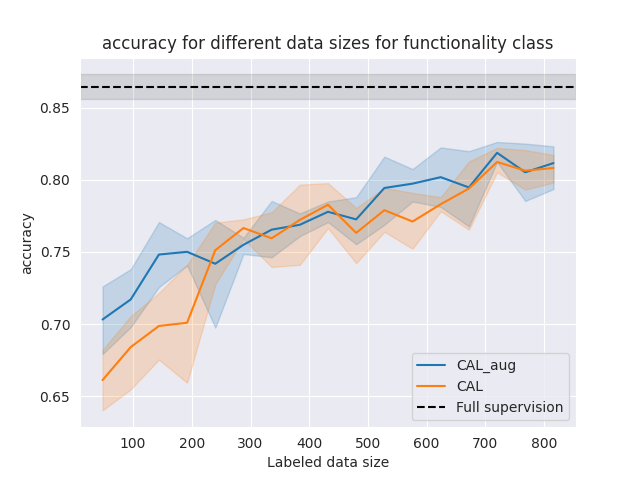 accuracy for different data sizes for functionality class
0.85
0.80
0.75
0.70
0.65
accuracy
CAL_aug
CAL
Full supervision
100 200 300 400 500 600 700 800
Labeled data size